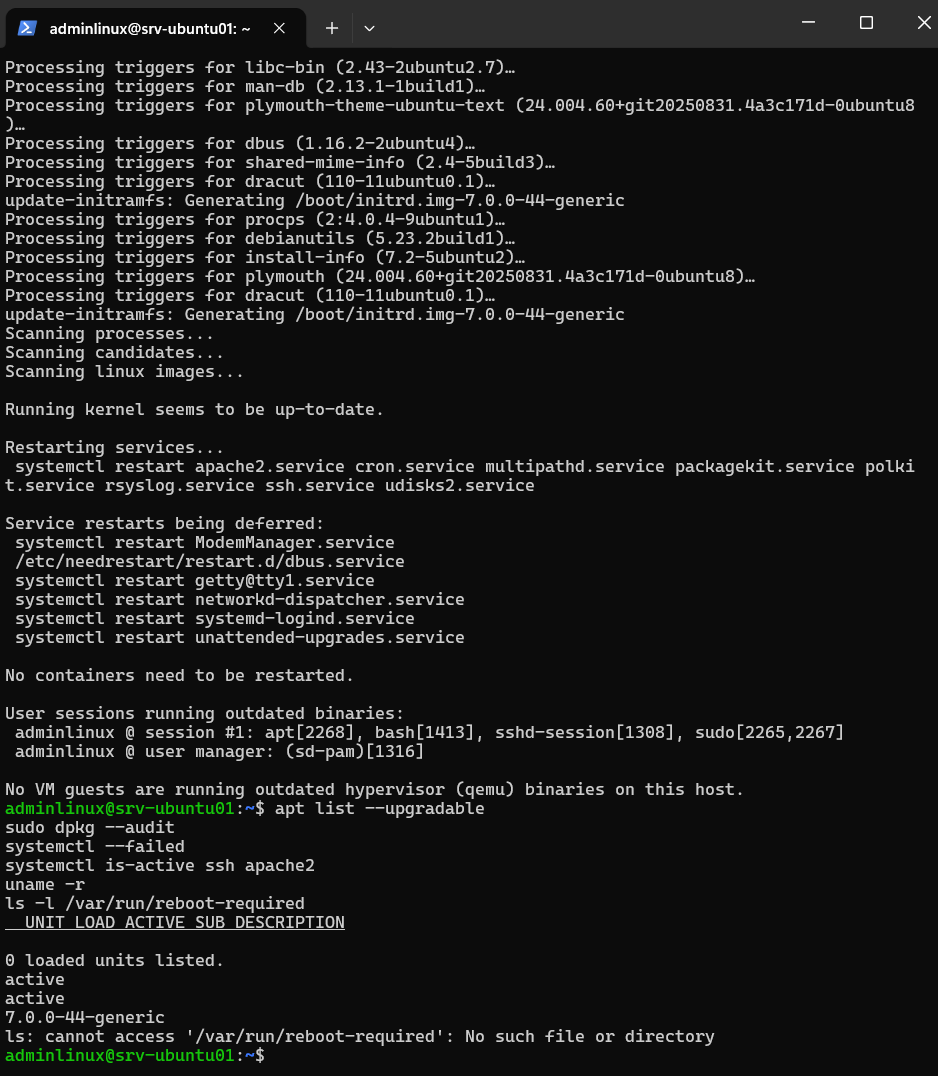 adminlinux@srv-ubuntu01: ~
Processing triggers for libc-bin (2.43-2ubuntu2.7)…
Processing triggers for man-db (2.13.1-1build1)…
Processing triggers for plymouth-theme-ubuntu-text (24.004.60+git20250831.4a3c171d-0ubuntu8
)…
Processing triggers for dbus (1.16.2-2ubuntu4)…
Processing triggers for shared-mime-info (2.4-5build3)…
Processing triggers for dracut (110-11ubuntu0.1)…
update-initramfs: Generating /boot/initrd.img-7.0.0-44-generic
Processing triggers for procps (2:4.0.4-9ubuntu1)…
Processing triggers for debianutils (5.23.2build1)…
Processing triggers for install-info (7.2-5ubuntu2)…
Processing triggers for plymouth (24.004.60+git20250831.4a3c171d-0ubuntu8)…
Processing triggers for dracut (110-11ubuntu0.1)…
update-initramfs: Generating /boot/initrd.img-7.0.0-44-generic
Scanning processes...
Scanning candidates...
Scanning linux images...

Running kernel seems to be up-to-date.

Restarting services...
 systemctl restart apache2.service cron.service multipathd.service packagekit.service polki
t.service rsyslog.service ssh.service udisks2.service

Service restarts being deferred:
 systemctl restart ModemManager.service
 /etc/needrestart/restart.d/dbus.service
 systemctl restart getty@tty1.service
 systemctl restart networkd-dispatcher.service
 systemctl restart systemd-logind.service
 systemctl restart unattended-upgrades.service

No containers need to be restarted.

User sessions running outdated binaries:
 adminlinux @ session #1: apt[2268], bash[1413], sshd-session[1308], sudo[2265,2267]
 adminlinux @ user manager: (sd-pam)[1316]

No VM guests are running outdated hypervisor (qemu) binaries on this host.
adminlinux@srv-ubuntu01:~$ apt list --upgradable
sudo dpkg --audit
systemctl --failed
systemctl is-active ssh apache2
uname -r
ls -l /var/run/reboot-required
  UNIT LOAD ACTIVE SUB DESCRIPTION

0 loaded units listed.
active
active
7.0.0-44-generic
ls: cannot access '/var/run/reboot-required': No such file or directory
adminlinux@srv-ubuntu01:~$